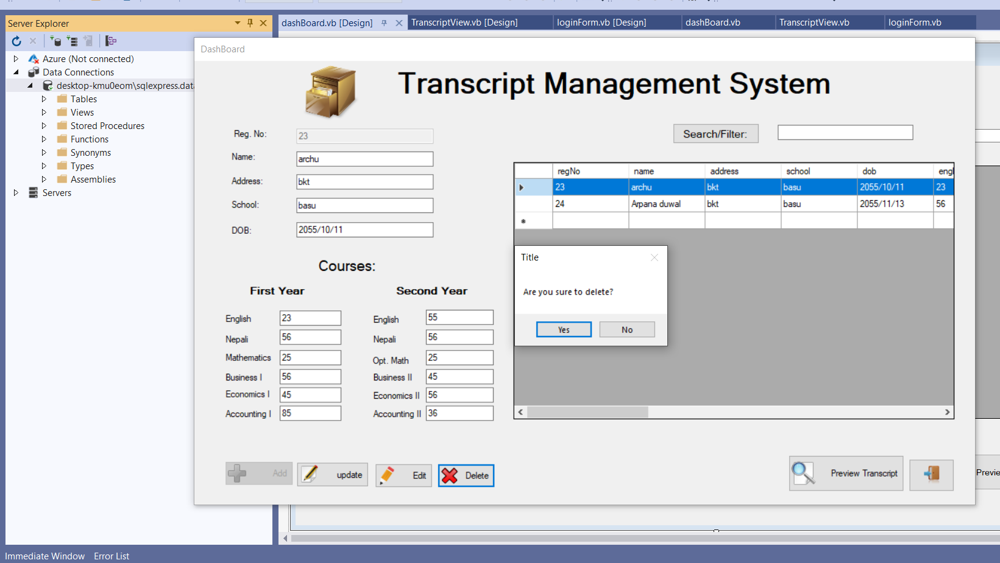 Server Explorer
dashBoard.vb [Design]
TranscriptView.vb [Design]
loginForm.vb [Design]
dashBoard.vb
TranscriptView.vb
loginForm.vb
Azure (Not connected)
Data Connections
desktop-kmu0eom\sqlexpress.data
Tables
Views
Stored Procedures
Functions
Synonyms
Types
Assemblies
Servers
DashBoard
Transcript Management System
Reg. No: 23
Name: archu
Address: bkt
School: basu
DOB: 2055/10/11
Search/Filter:
regNo name address school dob engl
23 archu bkt basu 2055/10/11 23
24 Arpana duwal bkt basu 2055/11/13 56
Title
Are you sure to delete?
Yes No
Courses:
First Year Second Year
English 23 English 55
Nepali 56 Nepali 56
Mathematics 25 Opt. Math 25
Business I 56 Business II 45
Economics I 45 Economics II 56
Accounting I 85 Accounting II 36
Add update Edit Delete
Preview Transcript
Previe
Immediate Window Error List